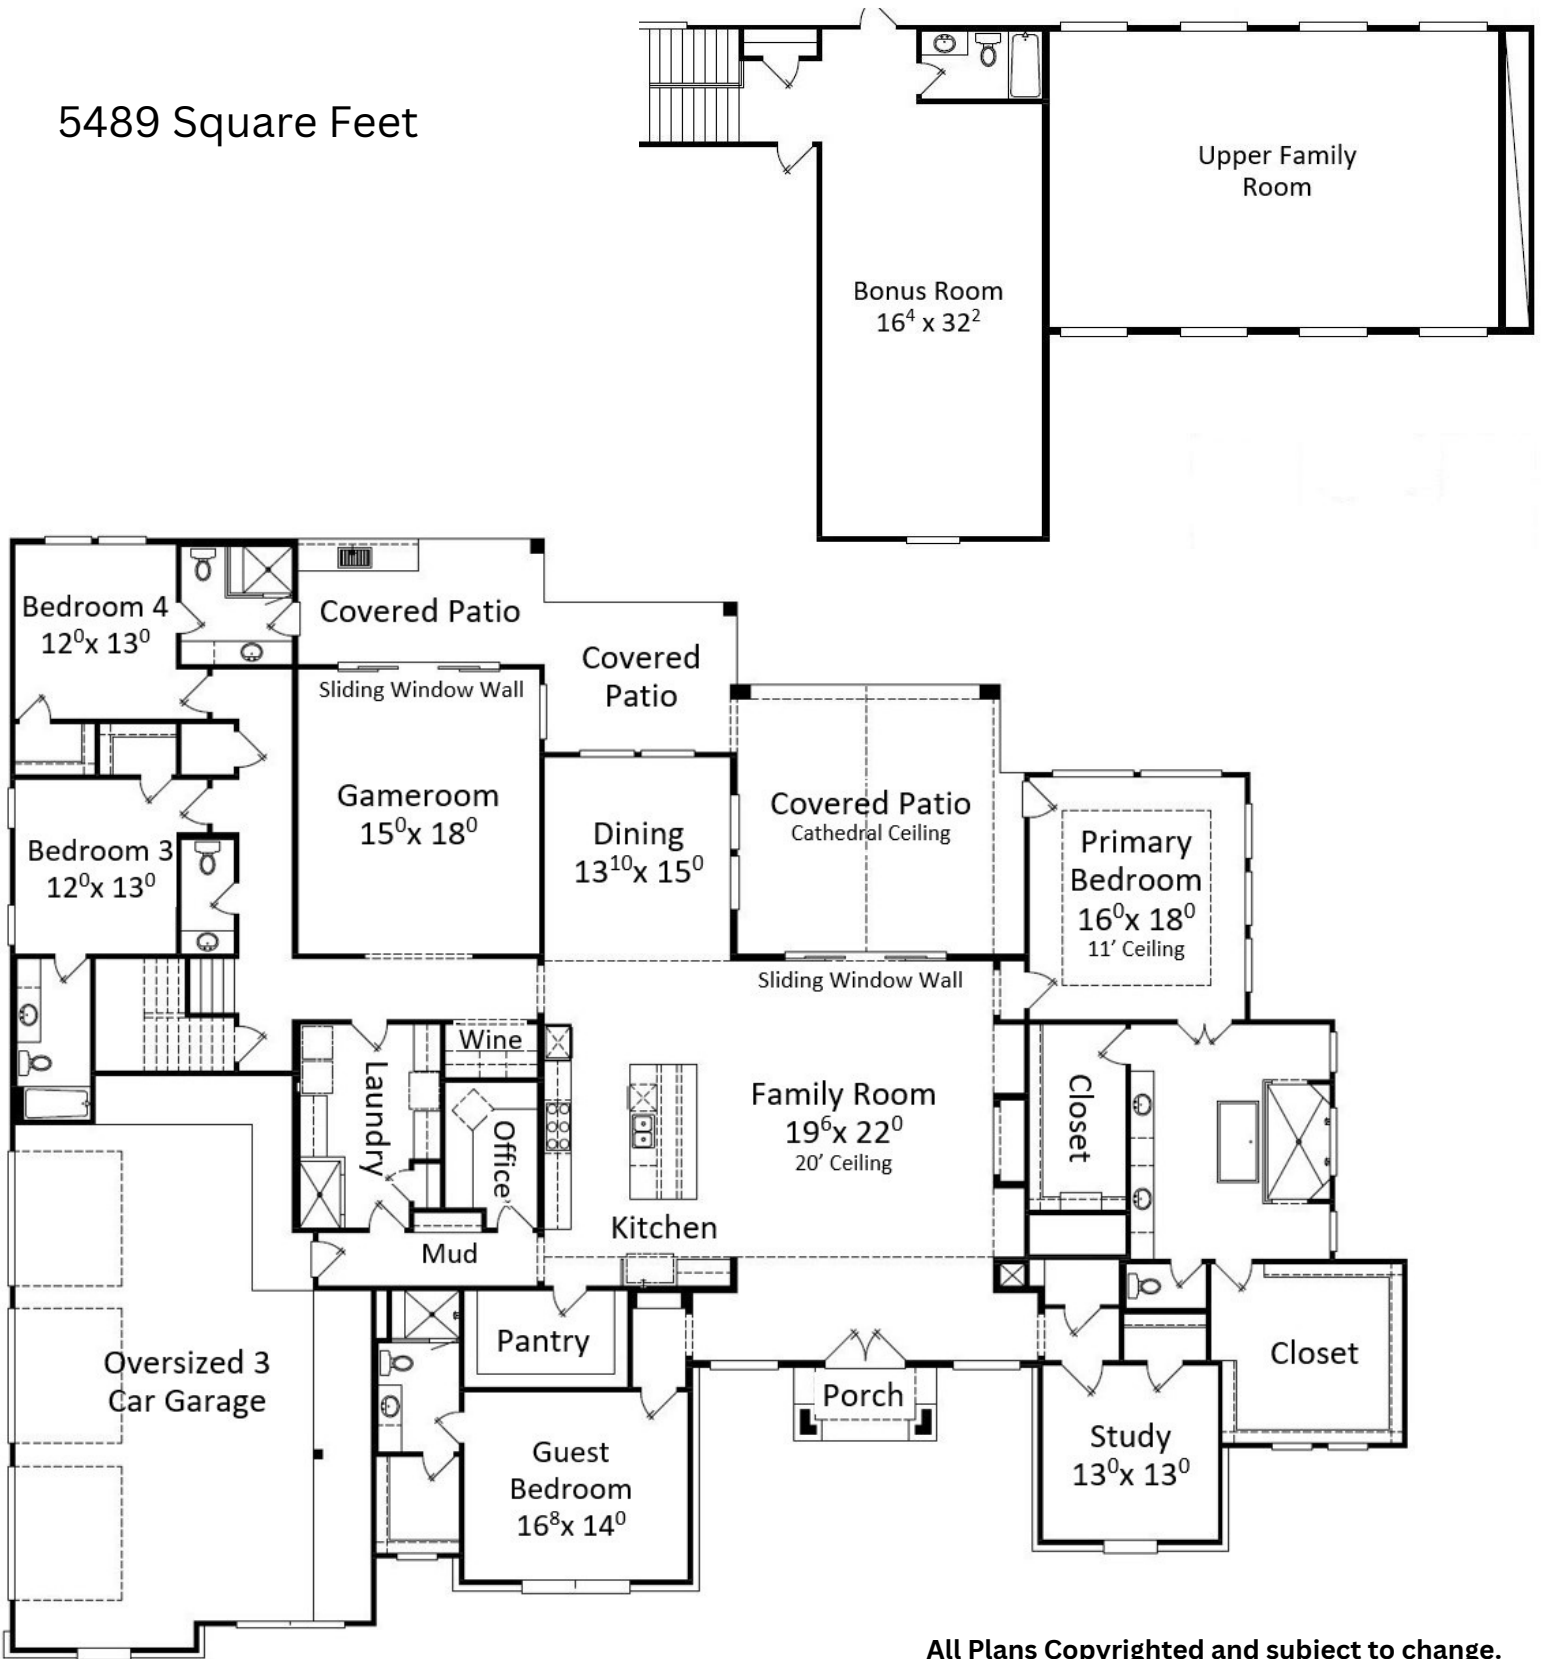 5489 Square Feet
Upper Family
Room
Bonus Room
16⁴ x 32²
Bedroom 4
12⁰x 13⁰
Covered Patio
Covered
Patio
Sliding Window Wall
Gameroom
15⁰x 18⁰
Dining
13¹⁰x 15⁰
Covered Patio
Cathedral Ceiling
Primary
Bedroom
16⁰x 18⁰
11’ Ceiling
Bedroom 3
12⁰x 13⁰
Sliding Window Wall
Wine
Laundry
Office
Family Room
19⁶x 22⁰
20’ Ceiling
Closet
Kitchen
Mud
Pantry
Oversized 3
Car Garage
Porch
Closet
Guest
Bedroom
16⁸x 14⁰
Study
13⁰x 13⁰
All Plans Copyrighted and subject to change.